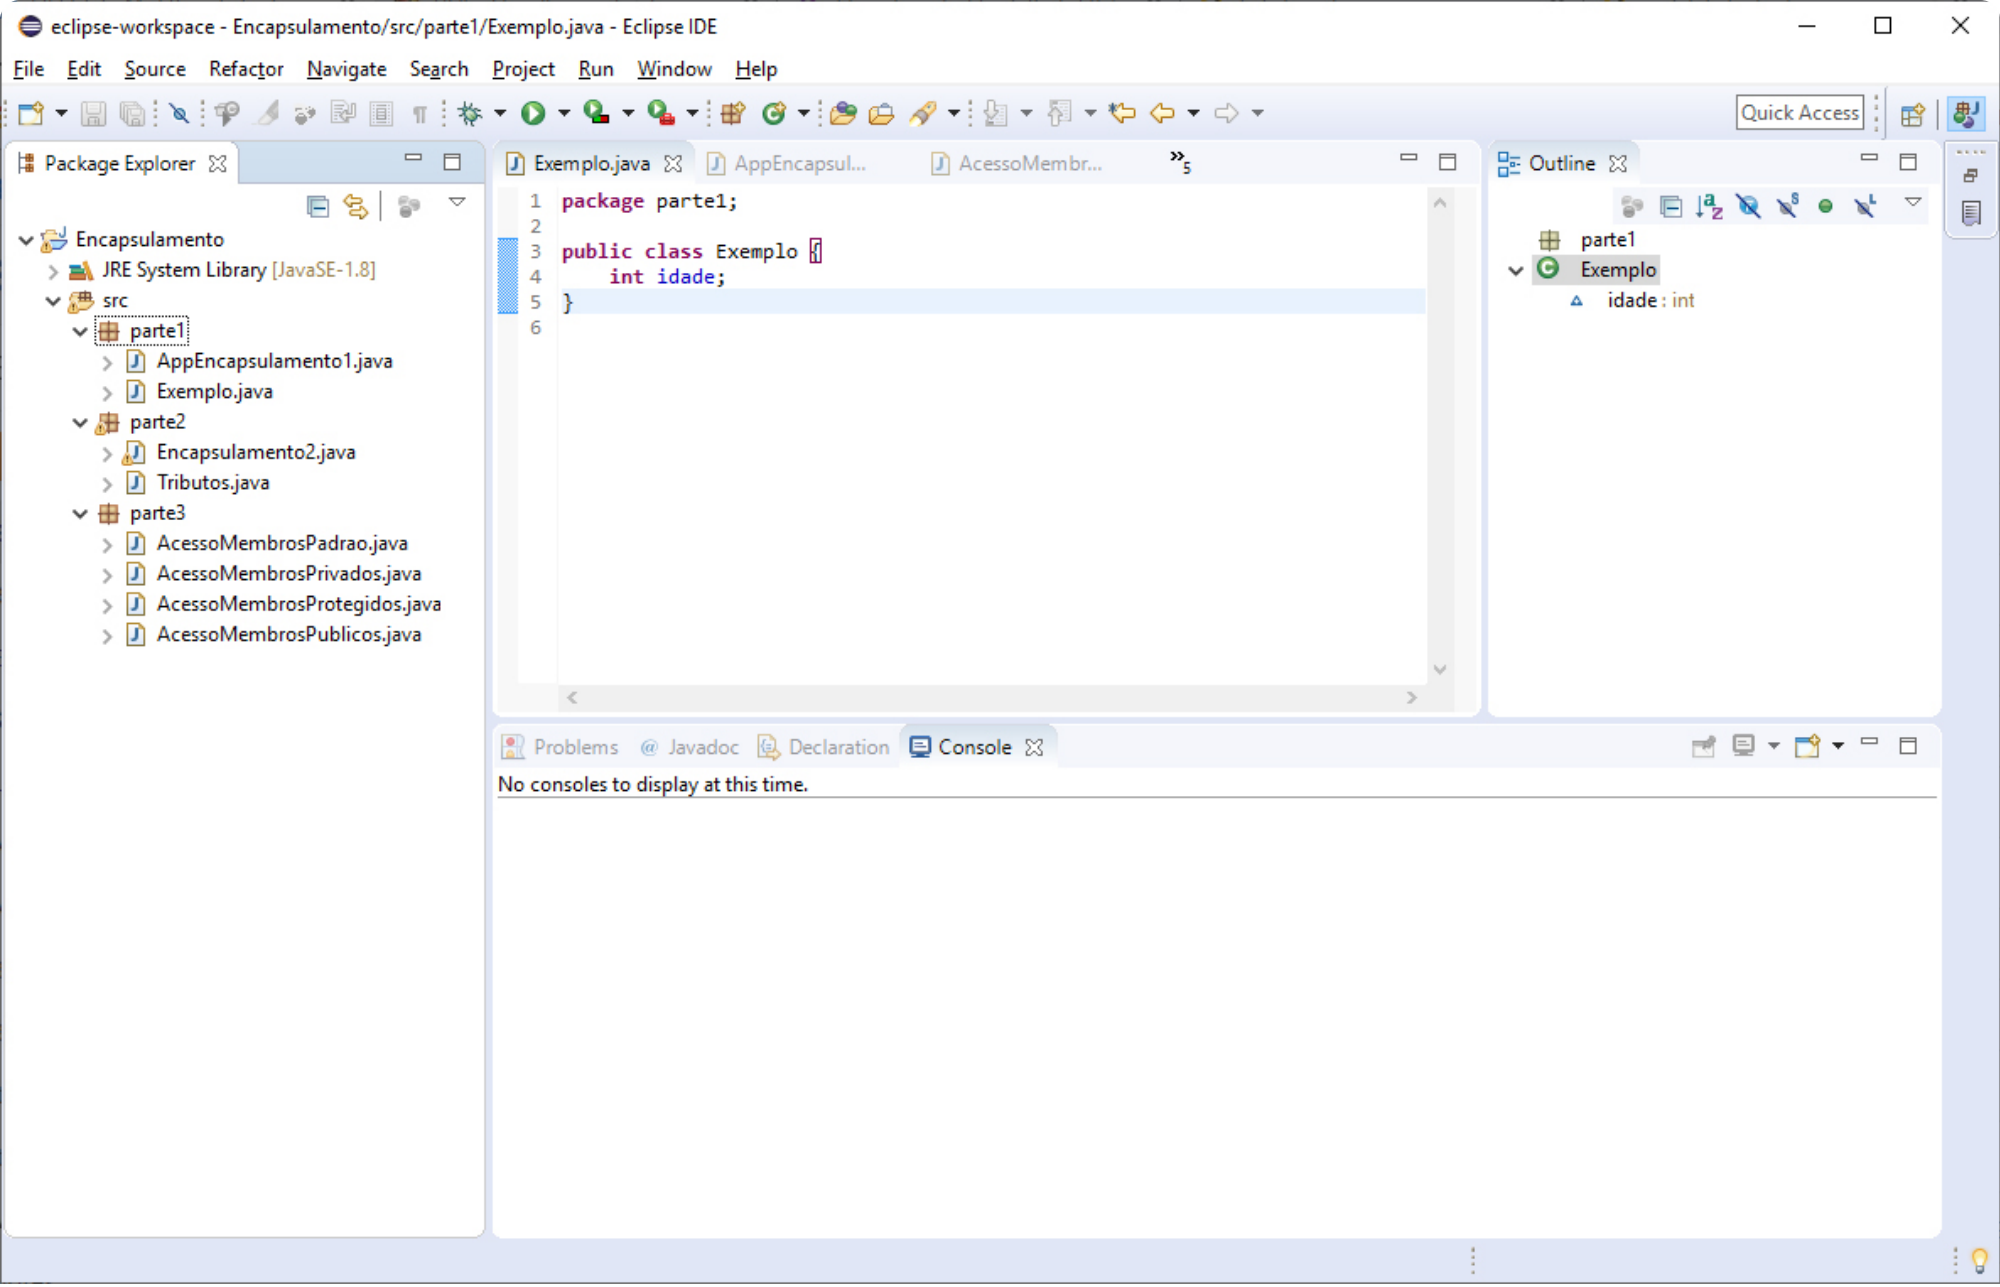 eclipse-workspace - Encapsulamento/src/parte1/Exemplo.java - Eclipse IDE
File Edit Source Refactor Navigate Search Project Run Window Help
Quick Access
Package Explorer
Encapsulamento
JRE System Library [JavaSE-1.8]
src
parte1
AppEncapsulamento1.java
Exemplo.java
parte2
Encapsulamento2.java
Tributos.java
parte3
AcessoMembrosPadrao.java
AcessoMembrosPrivados.java
AcessoMembrosProtegidos.java
AcessoMembrosPublicos.java
Exemplo.java AppEncapsul... AcessoMembr... »5
1 package parte1;
2
3 public class Exemplo {
4 int idade;
5 }
6
Outline
parte1
Exemplo
idade : int
Problems @ Javadoc Declaration Console
No consoles to display at this time.